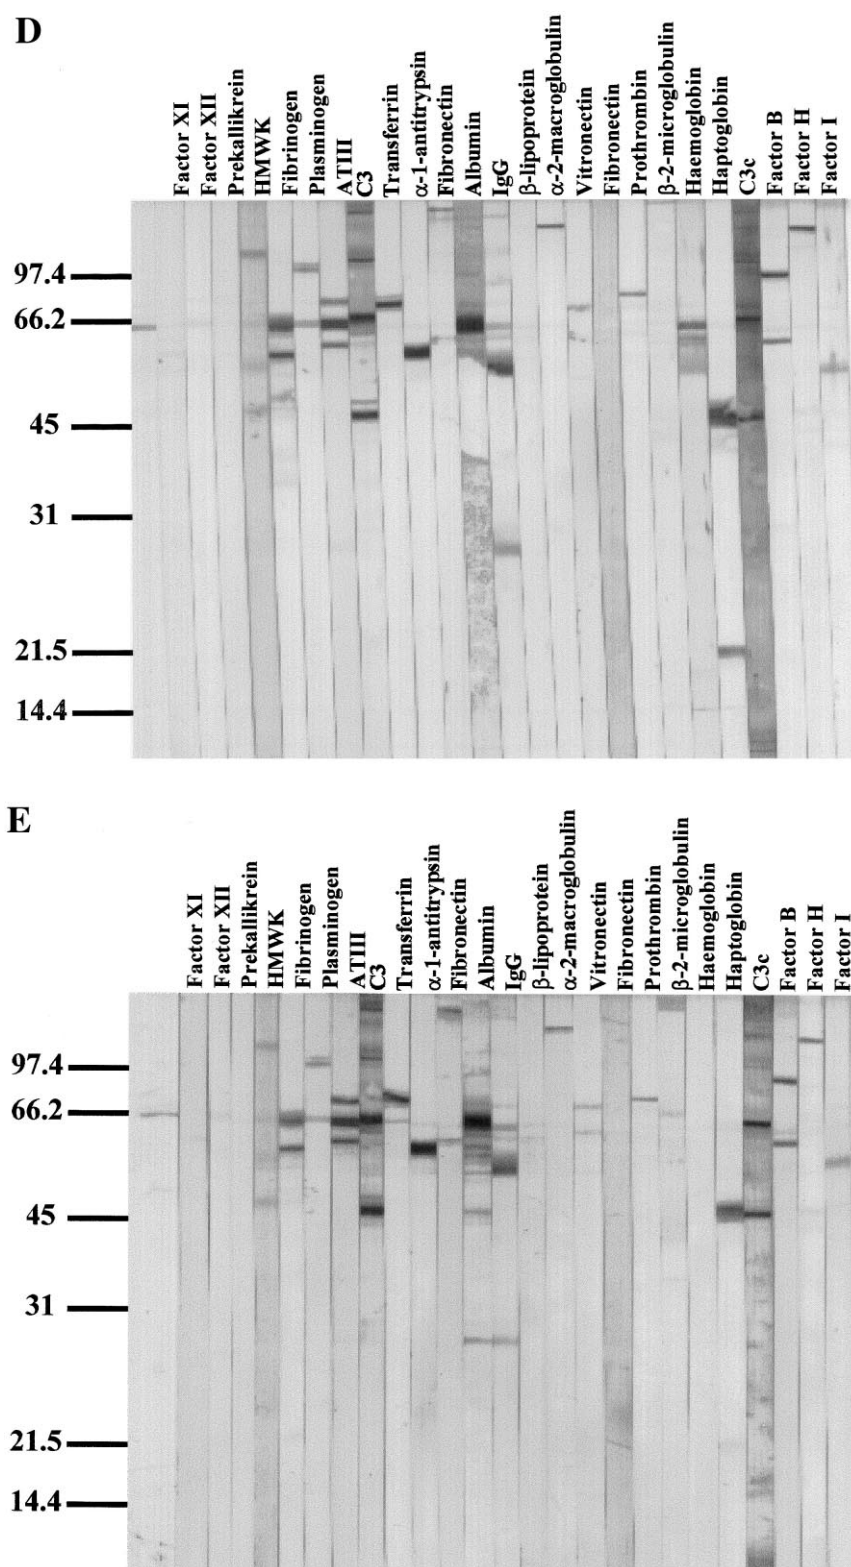 D
Factor XI
Factor XII
Prekallikrein
HMWK
Fibrinogen
Plasminogen
ATIII
C3
Transferrin
α-1-antitrypsin
Fibronectin
Albumin
IgG
β-lipoprotein
α-2-macroglobulin
Vitronectin
Fibronectin
Prothrombin
β-2-microglobulin
Haemoglobin
Haptoglobin
C3c
Factor B
Factor H
Factor I
97.4
66.2
45
31
21.5
14.4
E
Factor XI
Factor XII
Prekallikrein
HMWK
Fibrinogen
Plasminogen
ATIII
C3
Transferrin
α-1-antitrypsin
Fibronectin
Albumin
IgG
β-lipoprotein
α-2-macroglobulin
Vitronectin
Fibronectin
Prothrombin
β-2-microglobulin
Haemoglobin
Haptoglobin
C3c
Factor B
Factor H
Factor I
97.4
66.2
45
31
21.5
14.4